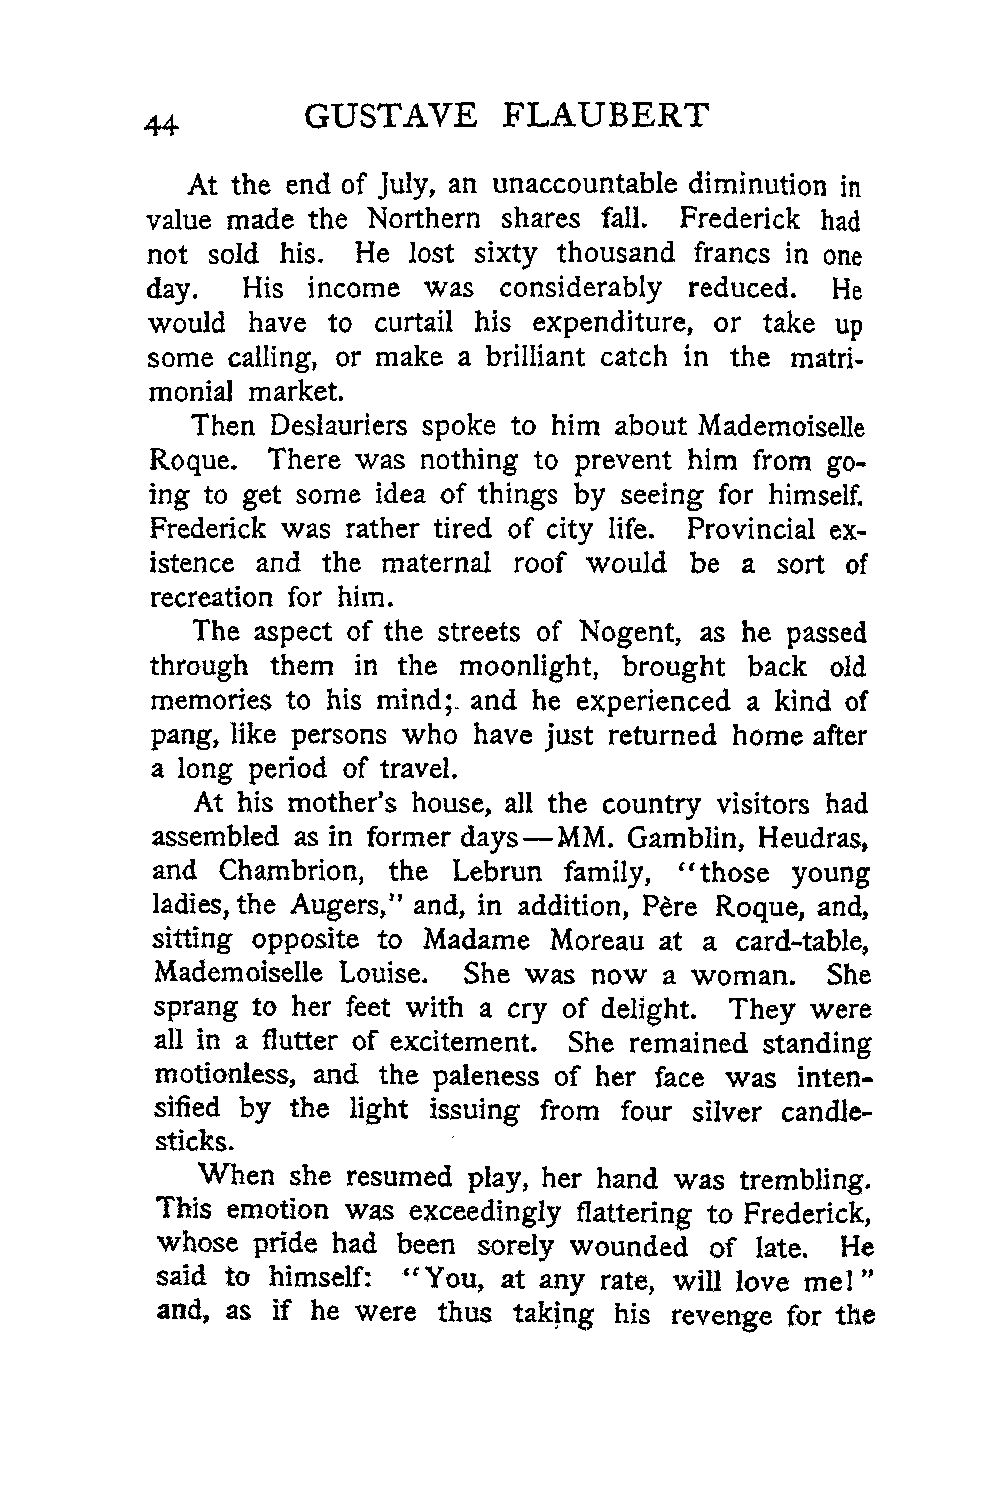 44 GUSTAVE FLAUBERT
At the end of July, an unaccountable diminution in
value made the Northern shares fall. Frederick had
not sold his. He lost sixty thousand francs in one
day. His income was considerably reduced. He
would have to curtail his expenditure, or take up
some calling, or make a brilliant catch in the matri-
monial market.
Then Deslauriers spoke to him about Mademoiselle
Roque. There was nothing to prevent him from go-
ing to get some idea of things by seeing for himself.
Frederick was rather tired of city life. Provincial ex-
istence and the maternal roof would be a sort of
recreation for him.
The aspect of the streets of Nogent, as he passed
through them in the moonlight, brought back old
memories to his mind; and he experienced a kind of
pang, like persons who have just returned home after
a long period of travel.
At his mother's house, all the country visitors had
assembled as in former days—MM. Gamblin, Heudras,
and Chambrion, the Lebrun family, "those young
ladies, the Augers," and, in addition, Père Roque, and,
sitting opposite to Madame Moreau at a card-table,
Mademoiselle Louise. She was now a woman. She
sprang to her feet with a cry of delight. They were
all in a flutter of excitement. She remained standing
motionless, and the paleness of her face was inten-
sified by the light issuing from four silver candle-
sticks.
When she resumed play, her hand was trembling.
This emotion was exceedingly flattering to Frederick,
whose pride had been sorely wounded of late. He
said to himself: "You, at any rate, will love me!"
and, as if he were thus taking his revenge for the